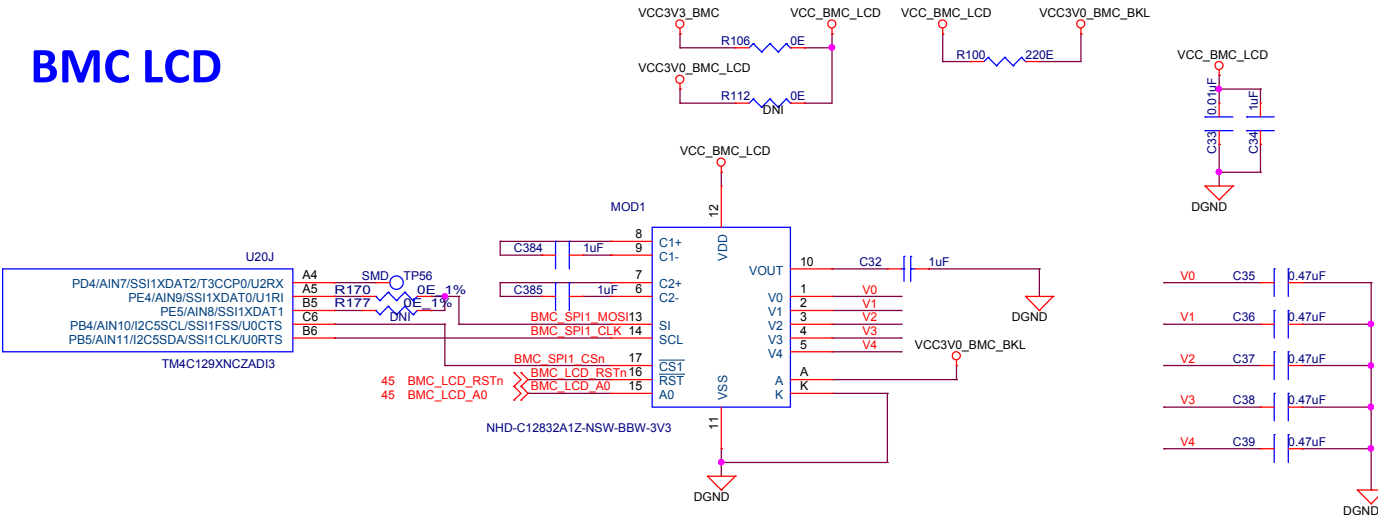 BMC LCD
VCC3V3_BMC
VCC_BMC_LCD
R106
0E
VCC3V0_BMC_LCD
R112
0E
DNI
VCC_BMC_LCD
VCC3V0_BMC_BKL
R100
220E
VCC_BMC_LCD
0.01uF
1uF
C33
C34
DGND
VCC_BMC_LCD
MOD1
12
VDD
C384
1uF
8
9
C1+
C1-
C385
1uF
7
6
C2+
C2-
BMC_SPI1_MOSI
13
SI
BMC_SPI1_CLK
14
SCL
BMC_SPI1_CSn
17
CS1
45
BMC_LCD_RSTn
BMC_LCD_RSTn
16
RST
45
BMC_LCD_A0
BMC_LCD_A0
15
A0
VSS
11
DGND
NHD-C12832A1Z-NSW-BBW-3V3
U20J
PD4/AIN7/SSI1XDAT2/T3CCP0/U2RX
A4
SMD
TP56
PE4/AIN9/SSI1XDAT0/U1RI
A5
R170
0E_1%
PE5/AIN8/SSI1XDAT1
B5
R177
0E_1%
DNI
PB4/AIN10/I2C5SCL/SSI1FSS/U0CTS
C6
PB5/AIN11/I2C5SDA/SSI1CLK/U0RTS
B6
TM4C129XNCZADI3
VOUT
10
C32
1uF
DGND
V0
1
V0
V1
2
V1
V2
3
V2
V3
4
V3
V4
5
V4
VCC3V0_BMC_BKL
A
A
K
K
V0
C35
0.47uF
V1
C36
0.47uF
V2
C37
0.47uF
V3
C38
0.47uF
V4
C39
0.47uF
DGND